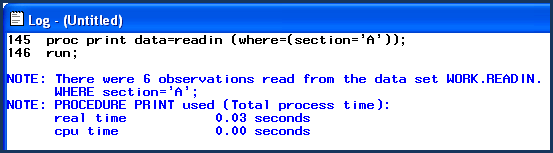 Log - (Untitled)
145  proc print data=readin (where=(section='A'));
146  run;
NOTE: There were 6 observations read from the data set WORK.READIN.
      WHERE section='A';
NOTE: PROCEDURE PRINT used (Total process time):
      real time           0.03 seconds
      cpu time            0.00 seconds